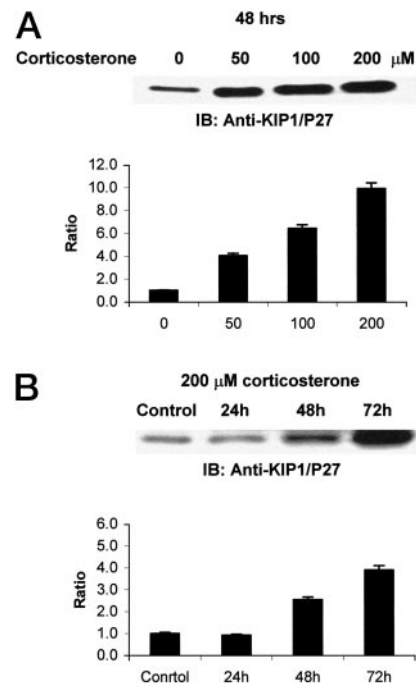 A
48 hrs
Corticosterone 0 50 100 200 μM
IB: Anti-KIP1/P27
12.0
10.0
8.0
6.0
4.0
2.0
0.0
Ratio
0 50 100 200
B
200 μM corticosterone
Control 24h 48h 72h
IB: Anti-KIP1/P27
6.0
5.0
4.0
3.0
2.0
1.0
0.0
Ratio
Conrtol 24h 48h 72h